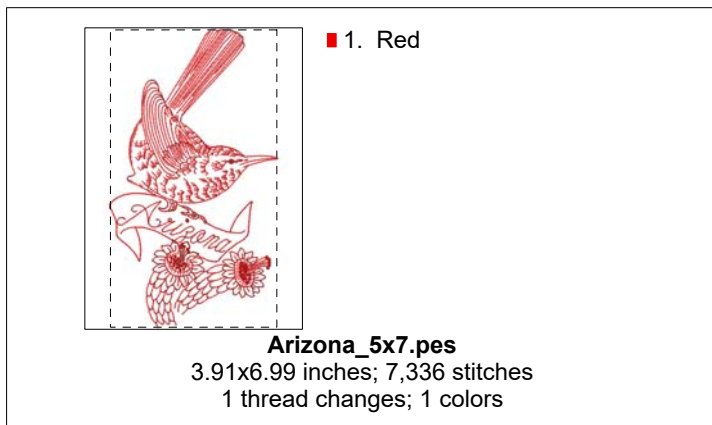 1. Red
Arizona
Arizona_5x7.pes
3.91x6.99 inches; 7,336 stitches
1 thread changes; 1 colors